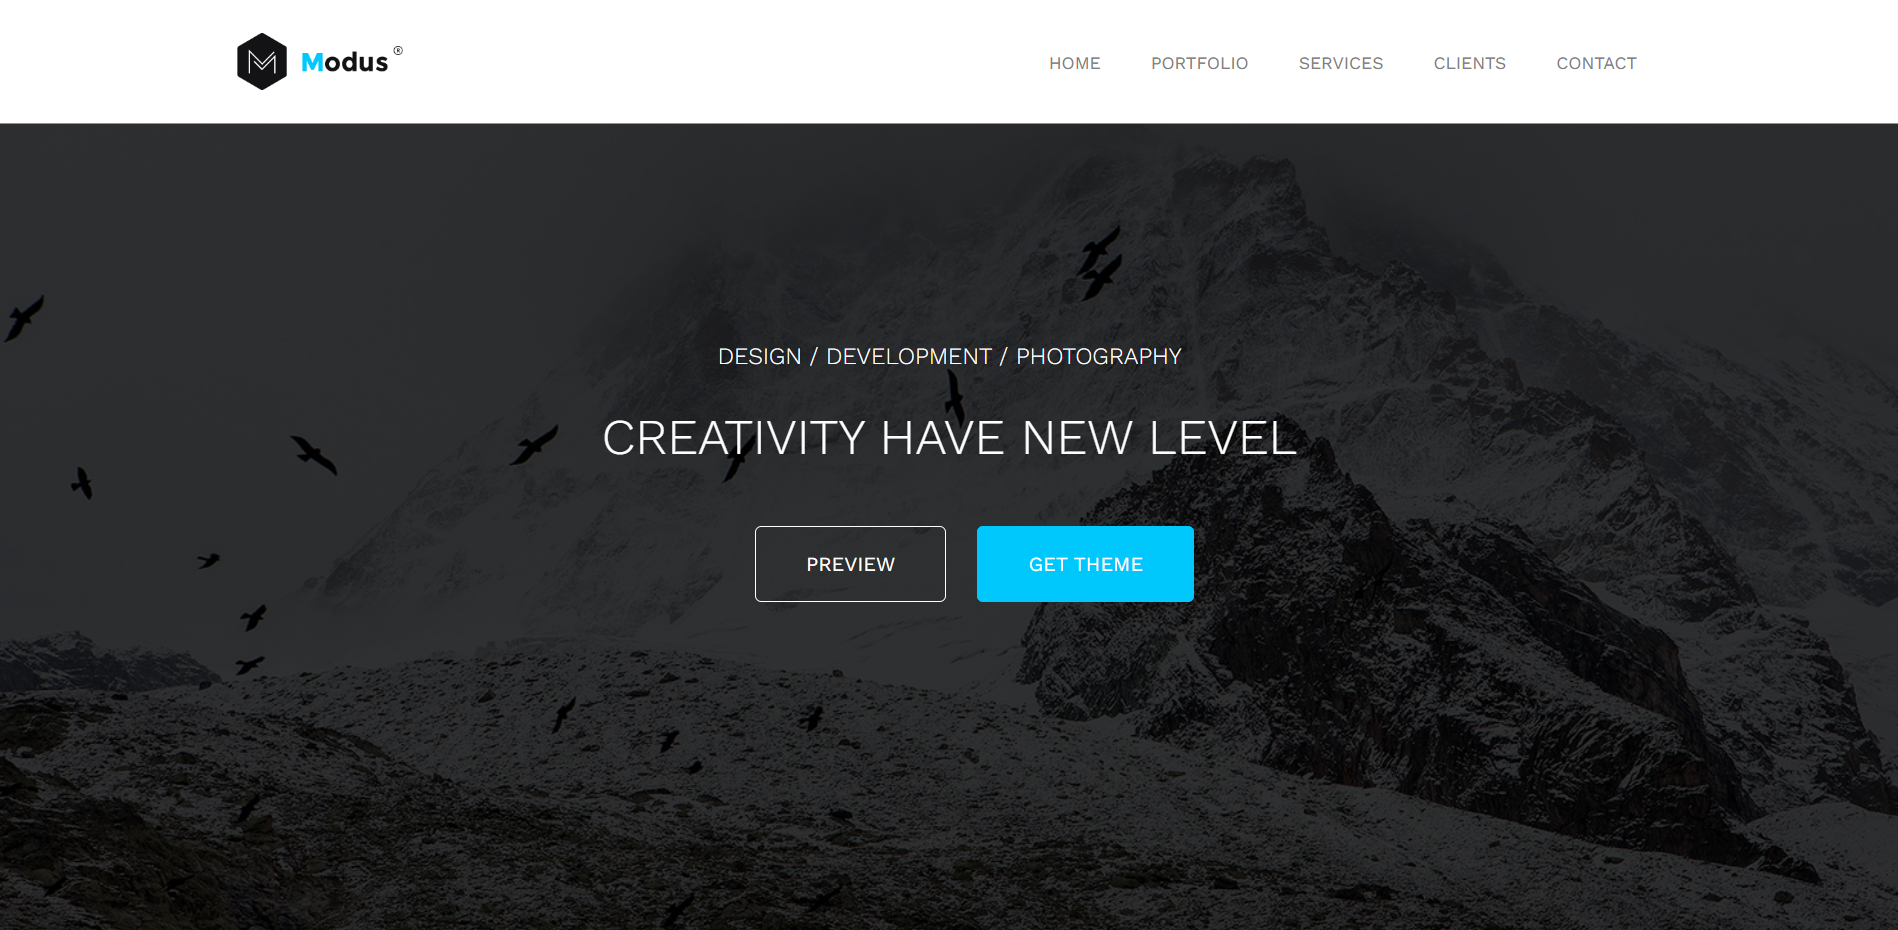 Modus ®
HOME PORTFOLIO SERVICES CLIENTS CONTACT
DESIGN / DEVELOPMENT / PHOTOGRAPHY
CREATIVITY HAVE NEW LEVEL
PREVIEW GET THEME